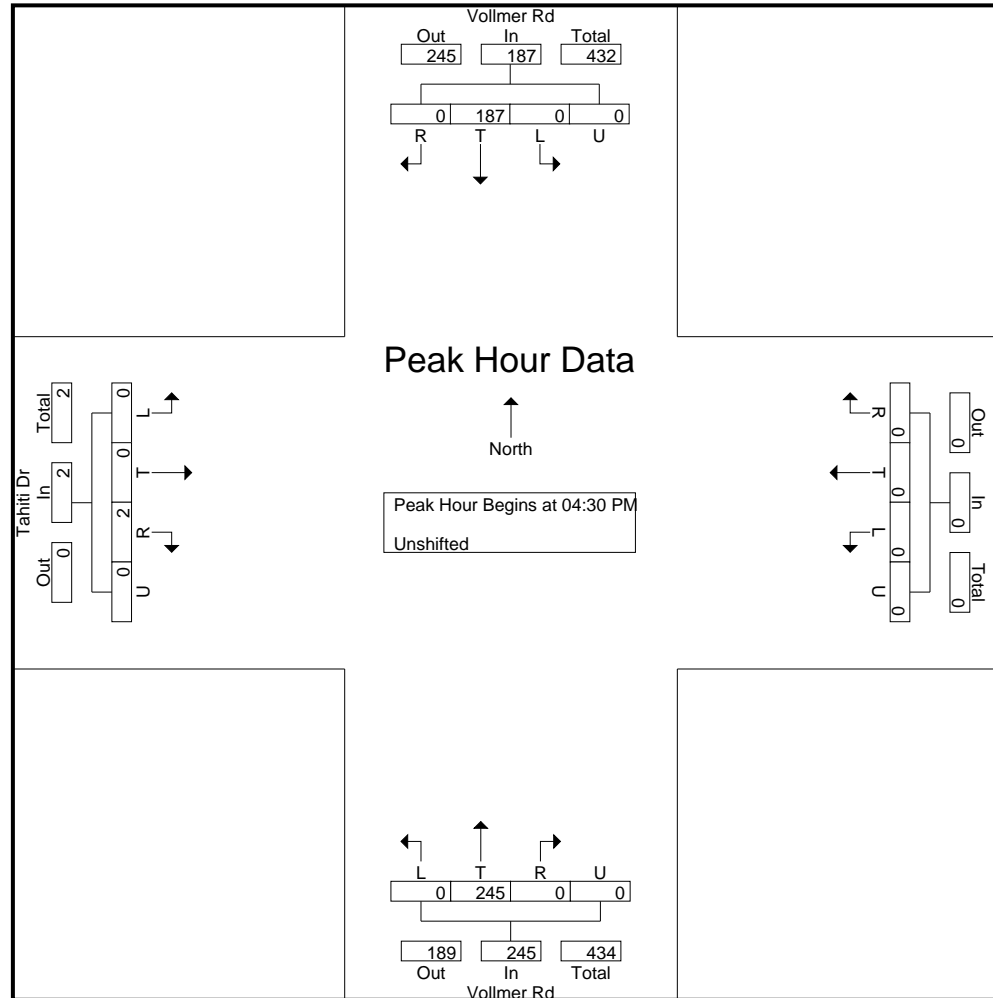 Vollmer Rd
Out In Total
245 187 432
0 187 0 0
R T L U
Peak Hour Data
North
Peak Hour Begins at 04:30 PM
Unshifted
Tahiti Dr
Total In Out
2 2 0
0 0 2 0
L T R U
R T L U
0 0 0 0
Out In Total
0 0 0
L T R U
0 245 0 0
189 245 434
Out In Total
Vollmer Rd